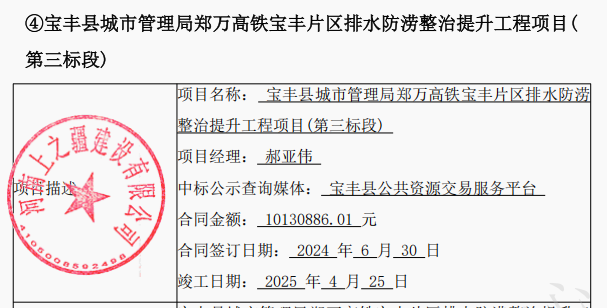 ④宝丰县城市管理局郑万高铁宝丰片区排水防涝整治提升工程项目(
第三标段)
项目描述
项目名称： 宝丰县城市管理局郑万高铁宝丰片区排水防涝
整治提升工程项目(第三标段)
项目经理： 郝亚伟
中标公示查询媒体： 宝丰县公共资源交易服务平台
合同金额： 10130886.01 元
合同签订日期： 2024 年 6 月 30 日
竣工日期： 2025 年 4 月 25 日
河南上之疆建设有限公司
4105008592498